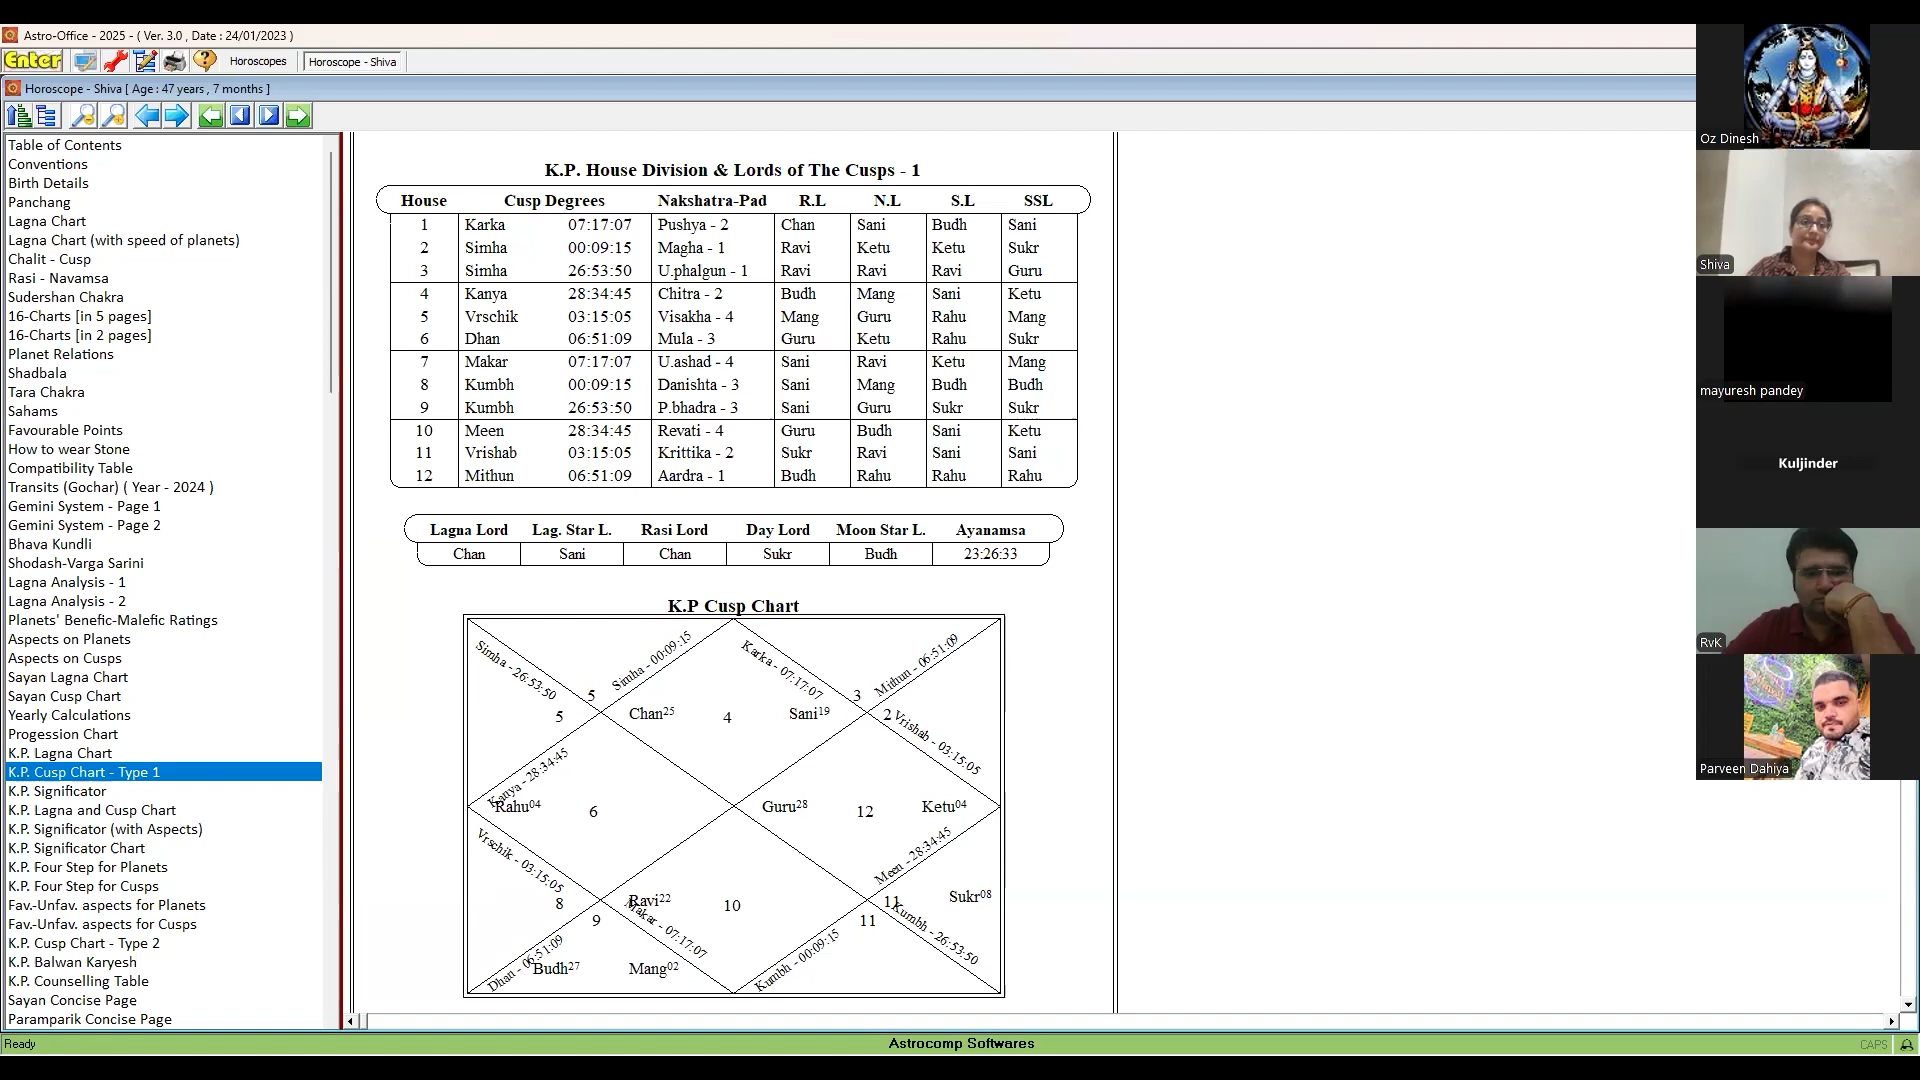 Astro-Office - 2025 - ( Ver. 3.0 , Date : 24/01/2023 )
Enter Horoscopes Horoscope - Shiva
Horoscope - Shiva [ Age : 47 years , 7 months ]
Table of Contents
Conventions
Birth Details
Panchang
Lagna Chart
Lagna Chart (with speed of planets)
Chalit - Cusp
Rasi - Navamsa
Sudershan Chakra
16-Charts [in 5 pages]
16-Charts [in 2 pages]
Planet Relations
Shadbala
Tara Chakra
Sahams
Favourable Points
How to wear Stone
Compatibility Table
Transits (Gochar) ( Year - 2024 )
Gemini System - Page 1
Gemini System - Page 2
Bhava Kundli
Shodash-Varga Sarini
Lagna Analysis - 1
Lagna Analysis - 2
Planets' Benefic-Malefic Ratings
Aspects on Planets
Aspects on Cusps
Sayan Lagna Chart
Sayan Cusp Chart
Yearly Calculations
Progession Chart
K.P. Lagna Chart
K.P. Cusp Chart - Type 1
K.P. Significator
K.P. Lagna and Cusp Chart
K.P. Significator (with Aspects)
K.P. Significator Chart
K.P. Four Step for Planets
K.P. Four Step for Cusps
Fav.-Unfav. aspects for Planets
Fav.-Unfav. aspects for Cusps
K.P. Cusp Chart - Type 2
K.P. Balwan Karyesh
K.P. Counselling Table
Sayan Concise Page
Paramparik Concise Page
K.P. House Division & Lords of The Cusps - 1
House Cusp Degrees Nakshatra-Pad R.L N.L S.L SSL
1 Karka 07:17:07 Pushya - 2 Chan Sani Budh Sani
2 Simha 00:09:15 Magha - 1 Ravi Ketu Ketu Sukr
3 Simha 26:53:50 U.phalgun - 1 Ravi Ravi Ravi Guru
4 Kanya 28:34:45 Chitra - 2 Budh Mang Sani Ketu
5 Vrschik 03:15:05 Visakha - 4 Mang Guru Rahu Mang
6 Dhan 06:51:09 Mula - 3 Guru Ketu Rahu Sukr
7 Makar 07:17:07 U.ashad - 4 Sani Ravi Ketu Mang
8 Kumbh 00:09:15 Danishta - 3 Sani Mang Budh Budh
9 Kumbh 26:53:50 P.bhadra - 3 Sani Guru Sukr Sukr
10 Meen 28:34:45 Revati - 4 Guru Budh Sani Ketu
11 Vrishab 03:15:05 Krittika - 2 Sukr Ravi Sani Sani
12 Mithun 06:51:09 Aardra - 1 Budh Rahu Rahu Rahu
Lagna Lord Lag. Star L. Rasi Lord Day Lord Moon Star L. Ayanamsa
Chan Sani Chan Sukr Budh 23:26:33
K.P Cusp Chart
Simha - 26:53:50 Simha - 00:09:15 Karka - 07:17:07 Mithun - 06:51:09
5 3
5 Chan25 4 Sani19 2 Vrishab - 03:15:05
Kanya - 28:34:45
Rahu04 6 Guru28 12 Ketu04
Vrschik - 03:15:05 Meen - 28:34:45
8 Ravi22 10 11 Sukr08
9 Makar - 07:17:07 11 Kumbh - 26:53:50
Dhan - 06:51:09 Budh27 Mang02 Kumbh - 00:09:15
Oz Dinesh
Shiva
mayuresh pandey
Kuljinder
RvK
Parveen Dahiya
Ready Astrocomp Softwares CAPS